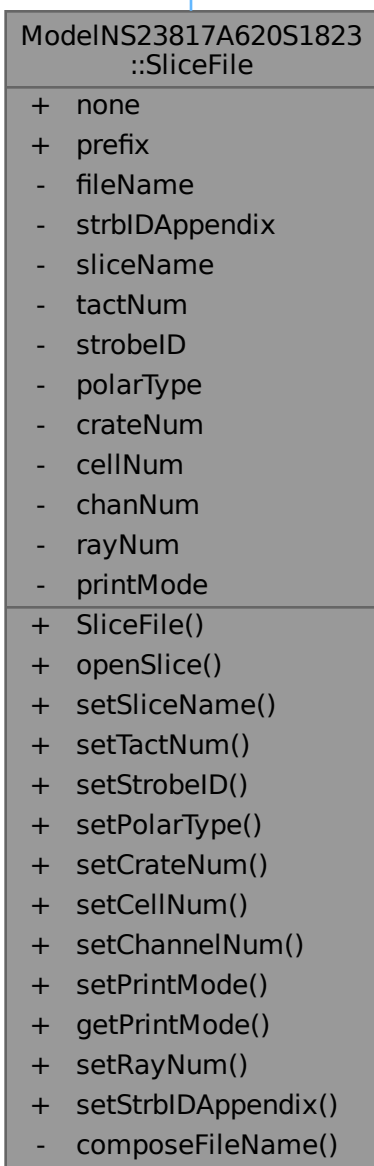 ModelNS23817A620S1823
::SliceFile
+ none
+ prefix
- fileName
- strbIDAppendix
- sliceName
- tactNum
- strobeID
- polarType
- crateNum
- cellNum
- chanNum
- rayNum
- printMode
+ SliceFile()
+ openSlice()
+ setSliceName()
+ setTactNum()
+ setStrobeID()
+ setPolarType()
+ setCrateNum()
+ setCellNum()
+ setChannelNum()
+ setPrintMode()
+ getPrintMode()
+ setRayNum()
+ setStrbIDAppendix()
- composeFileName()